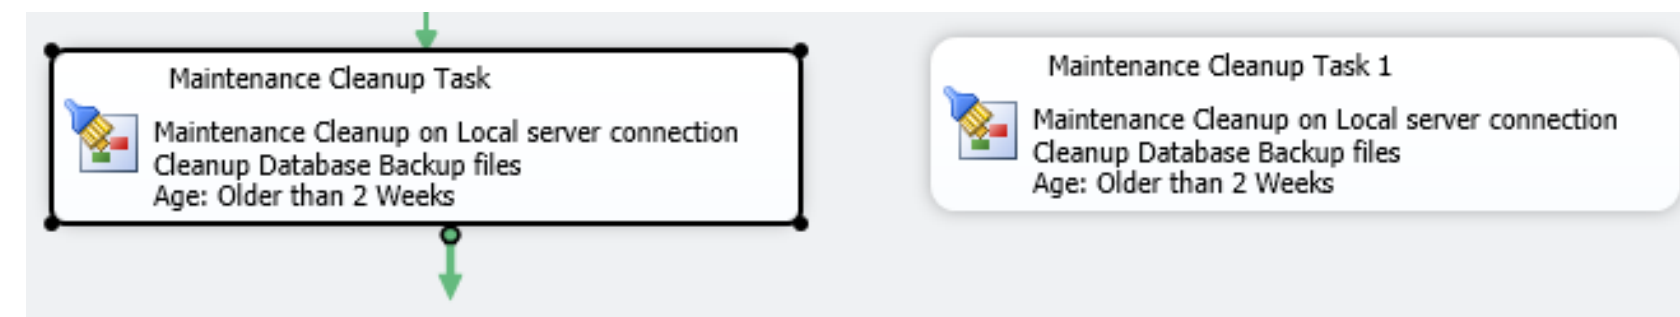 Maintenance Cleanup Task
Maintenance Cleanup on Local server connection
Cleanup Database Backup files
Age: Older than 2 Weeks
Maintenance Cleanup Task 1
Maintenance Cleanup on Local server connection
Cleanup Database Backup files
Age: Older than 2 Weeks